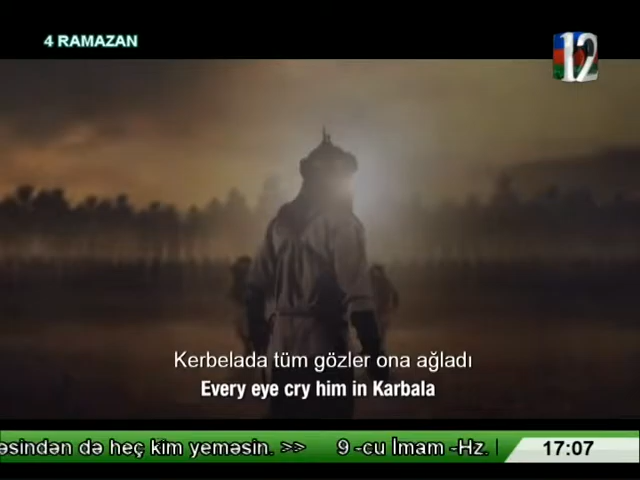 4 RAMAZAN
12
Kerbelada tüm gözler ona ağladı
Every eye cry him in Karbala
əsindən də heç kim yeməsin. >> 9 -cu İmam -Hz.
17:07